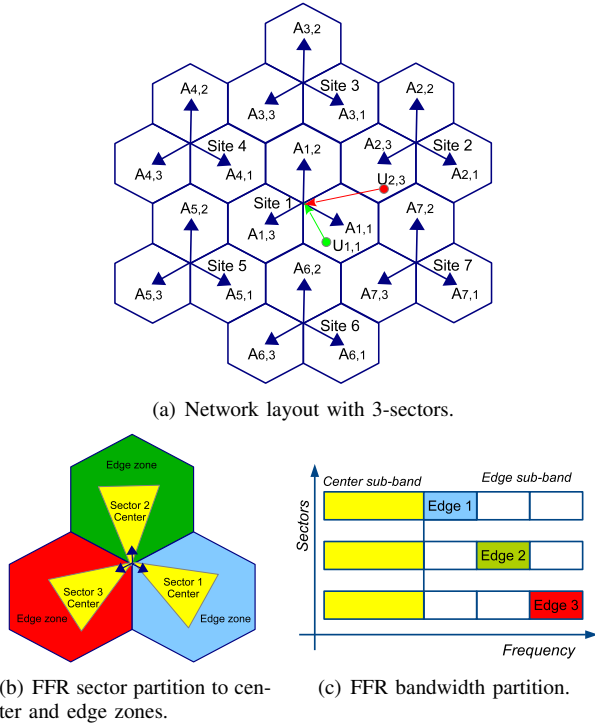 A3,2
A4,2
A2,2
Site 3
A3,3
A3,1
Site 4
A1,2
A2,3
Site 2
A4,3
A4,1
U2,3
A2,1
A5,2
Site 1
A7,2
A1,3
A1,1
U1,1
Site 5
A6,2
Site 7
A5,3
A5,1
A7,3
A7,1
Site 6
A6,3
A6,1
(a) Network layout with 3-sectors.
Edge zone
Sector 2
Center
Sector 3
Center
Sector 1
Center
Edge zone
Edge zone
(b) FFR sector partition to cen-
ter and edge zones.
Center sub-band
Edge sub-band
Sectors
Edge 1
Edge 2
Edge 3
Frequency
(c) FFR bandwidth partition.